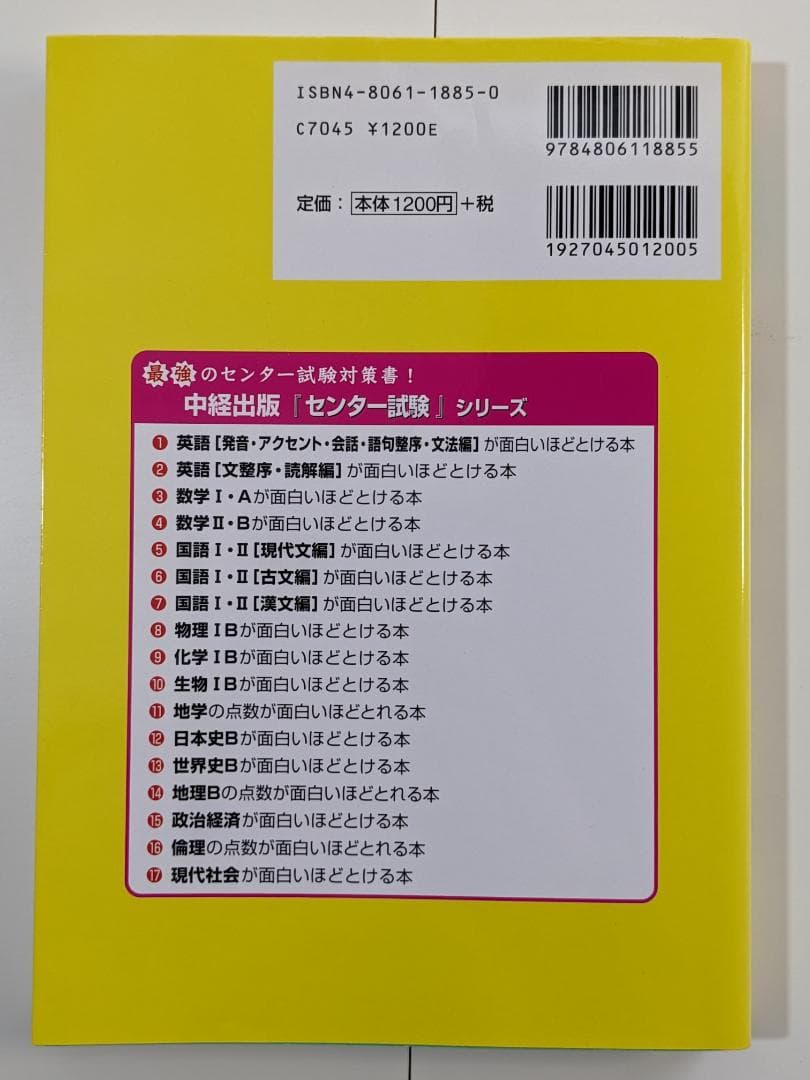 ISBN4-8061-1885-0
C7045 ¥1200E
9784806118855
定価：本体1200円+税
1927045012005
最強のセンター試験対策書！
中経出版『センター試験』シリーズ
❶ 英語［発音・アクセント・会話・語句整序・文法編］が面白いほどとける本
❷ 英語［文整序・読解編］が面白いほどとける本
❸ 数学Ⅰ・Aが面白いほどとける本
❹ 数学Ⅱ・Bが面白いほどとける本
❺ 国語Ⅰ・Ⅱ［現代文編］が面白いほどとける本
❻ 国語Ⅰ・Ⅱ［古文編］が面白いほどとける本
❼ 国語Ⅰ・Ⅱ［漢文編］が面白いほどとける本
❽ 物理ⅠBが面白いほどとける本
❾ 化学ⅠBが面白いほどとける本
❿ 生物ⅠBが面白いほどとける本
⓫ 地学の点数が面白いほどとれる本
⓬ 日本史Bが面白いほどとける本
⓭ 世界史Bが面白いほどとける本
⓮ 地理Bの点数が面白いほどとれる本
⓯ 政治経済が面白いほどとける本
⓰ 倫理の点数が面白いほどとれる本
⓱ 現代社会が面白いほどとける本